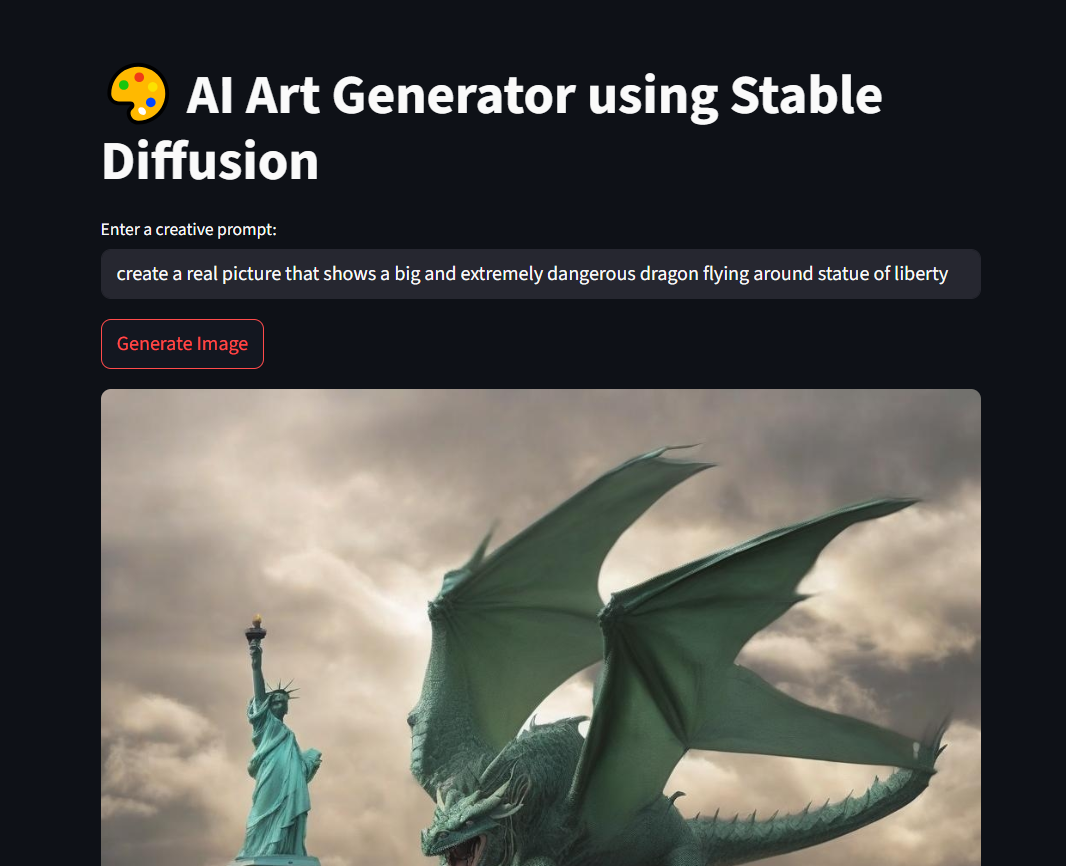 🎨 AI Art Generator using Stable
Diffusion
Enter a creative prompt:
create a real picture that shows a big and extremely dangerous dragon flying around statue of liberty
Generate Image